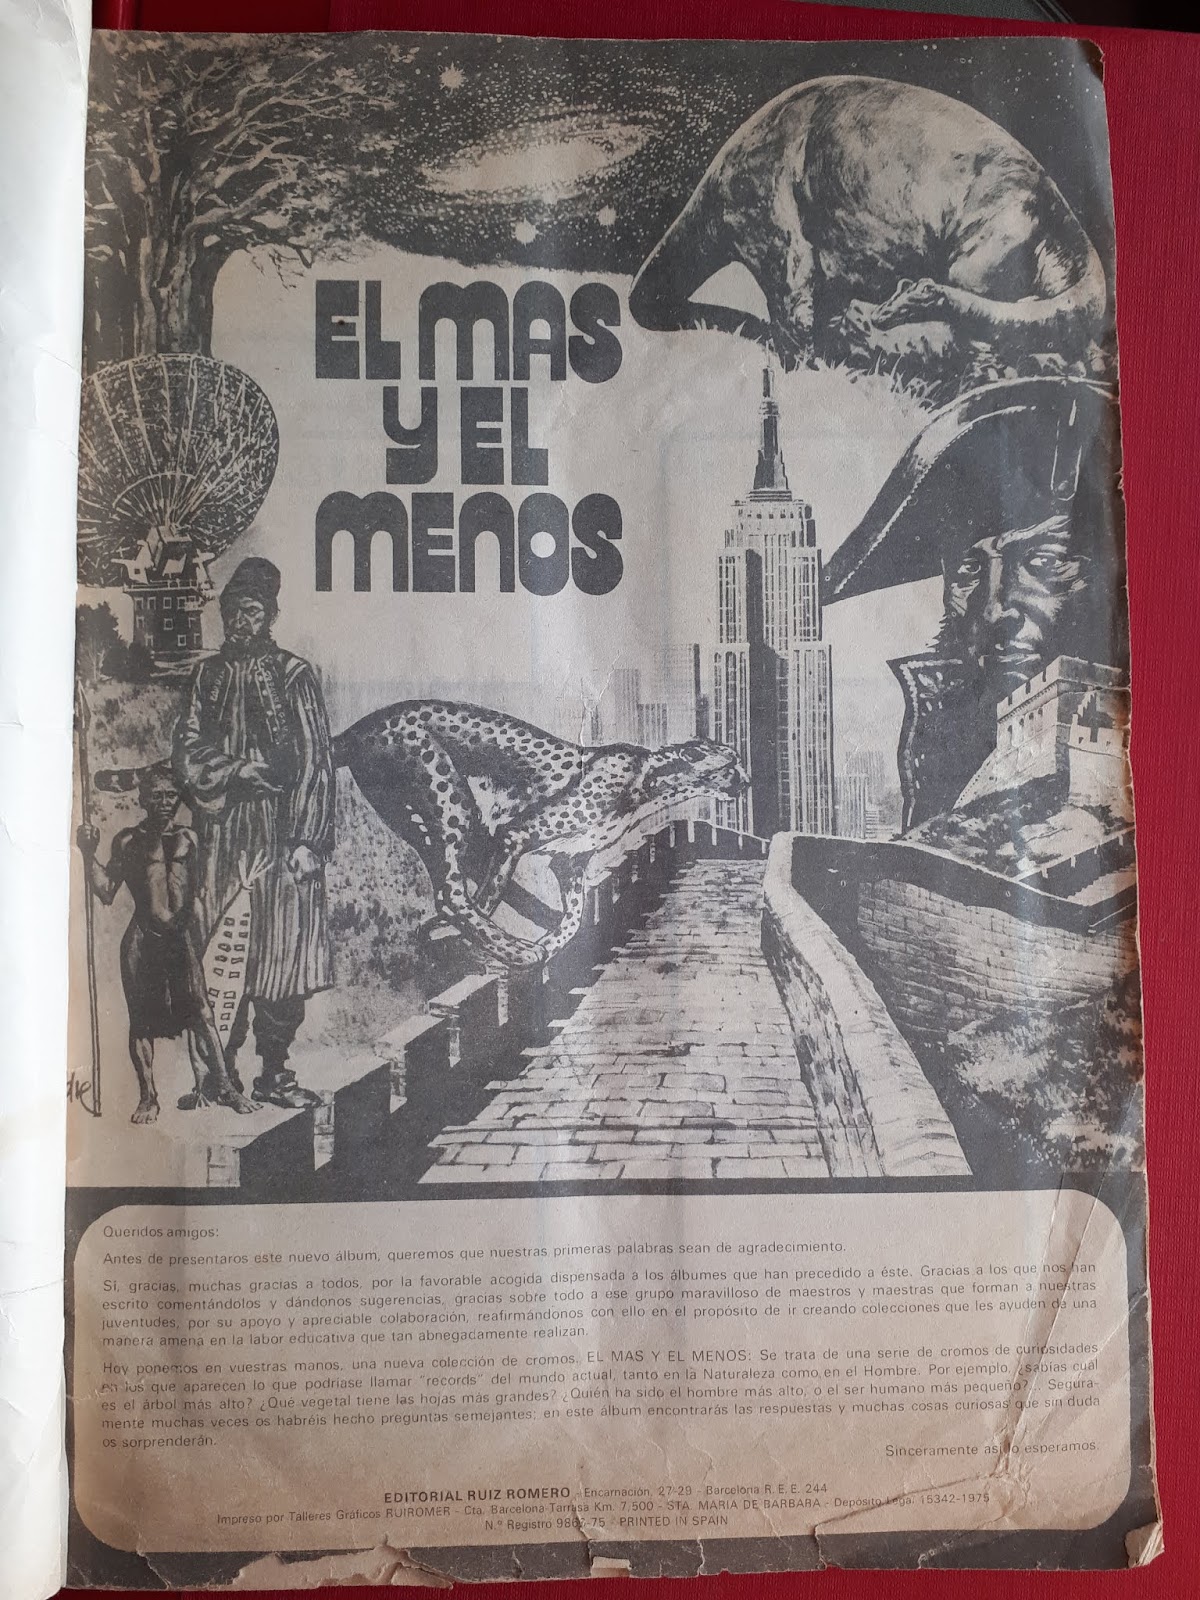 EL MAS
Y EL
MENOS
Queridos amigos:
Antes de presentaros este nuevo álbum, queremos que nuestras primeras palabras sean de agradecimiento.
Sí, gracias, muchas gracias a todos, por la favorable acogida dispensada a los álbumes que han precedido a éste. Gracias a los que nos han
escrito comentándolos y dándonos sugerencias, gracias sobre todo a ese grupo maravilloso de maestros y maestras que forman a nuestras
juventudes, por su apoyo y apreciable colaboración, reafirmándonos con ello en el propósito de ir creando colecciones que les ayuden de una
manera amena en la labor educativa que tan abnegadamente realizan.
Hoy ponemos en vuestras manos, una nueva colección de cromos. EL MAS Y EL MENOS: Se trata de una serie de cromos de curiosidades
en los que aparecen lo que podríase llamar "records" del mundo actual, tanto en la Naturaleza como en el Hombre. Por ejemplo, ¿sabías cuál
es el árbol más alto? ¿Qué vegetal tiene las hojas más grandes? ¿Quién ha sido el hombre más alto, o el ser humano más pequeño?... Segura-
mente muchas veces os habréis hecho preguntas semejantes; en este álbum encontrarás las respuestas y muchas cosas curiosas que sin duda
os sorprenderán.
Sinceramente así lo esperamos.
EDITORIAL RUIZ ROMERO - Encarnación, 27-29 - Barcelona R. E. E. 244
Impreso por Talleres Gráficos RUIROMER - Cta. Barcelona-Tarrasa Km. 7,500 - STA. MARIA DE BARBARA - Depósito Legal 15342-1975
N.º Registro - PRINTED IN SPAIN